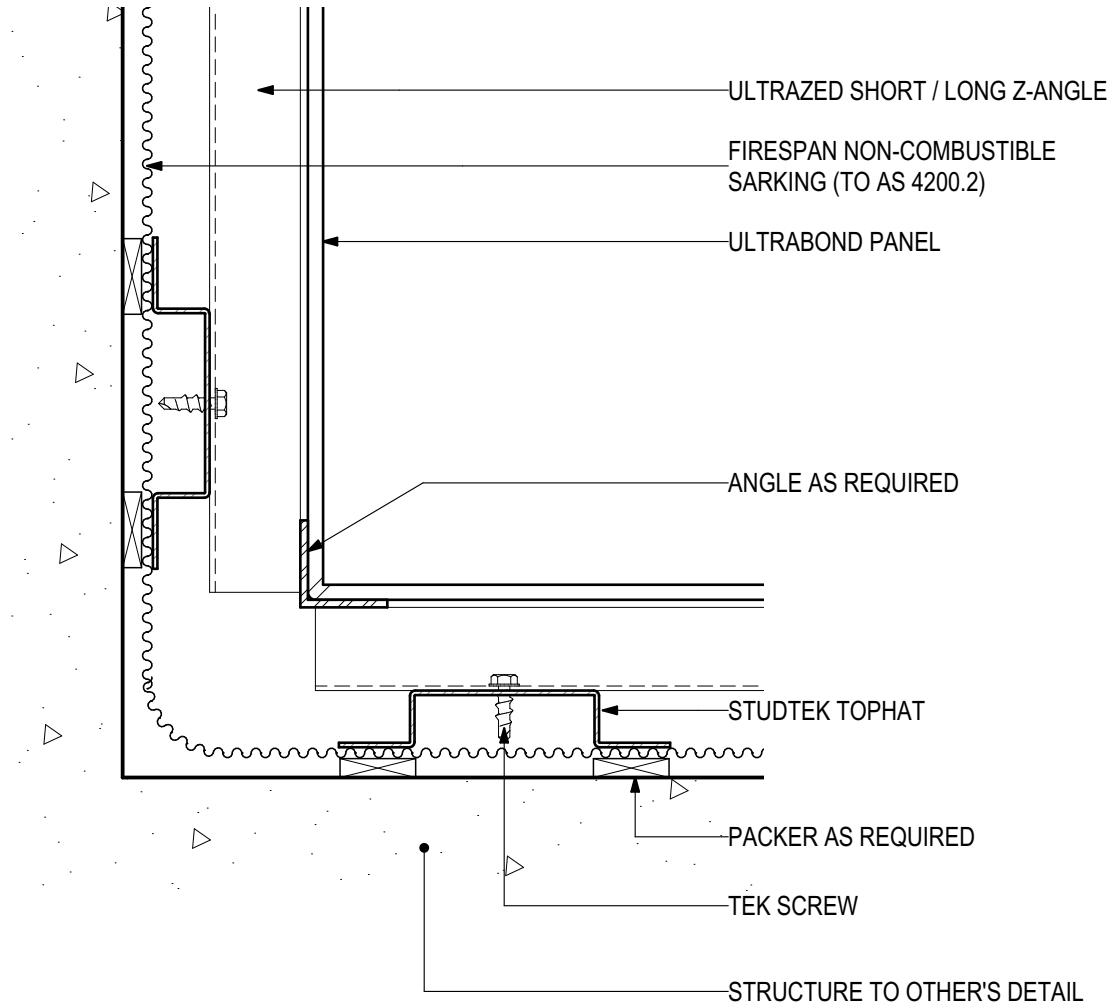 ULTRAZED SHORT / LONG Z-ANGLE
FIRESPAN NON-COMBUSTIBLE
SARKING (TO AS 4200.2)
ULTRABOND PANEL
ANGLE AS REQUIRED
STUDTEK TOPHAT
PACKER AS REQUIRED
TEK SCREW
STRUCTURE TO OTHER'S DETAIL